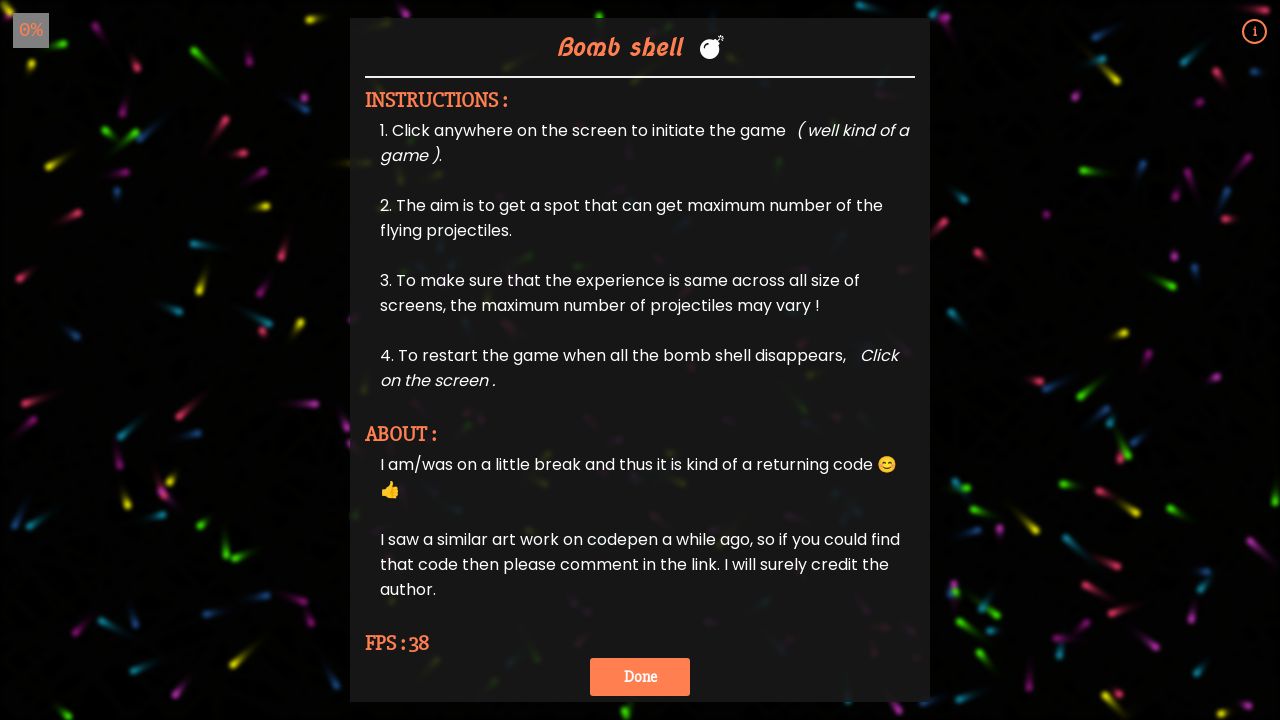 0%
i
Bomb shell 💣
INSTRUCTIONS :
1. Click anywhere on the screen to initiate the game ( well kind of a
game ).
2. The aim is to get a spot that can get maximum number of the
flying projectiles.
3. To make sure that the experience is same across all size of
screens, the maximum number of projectiles may vary !
4. To restart the game when all the bomb shell disappears, Click
on the screen .
ABOUT :
I am/was on a little break and thus it is kind of a returning code 😊
👍
I saw a similar art work on codepen a while ago, so if you could find
that code then please comment in the link. I will surely credit the
author.
FPS : 38
Done